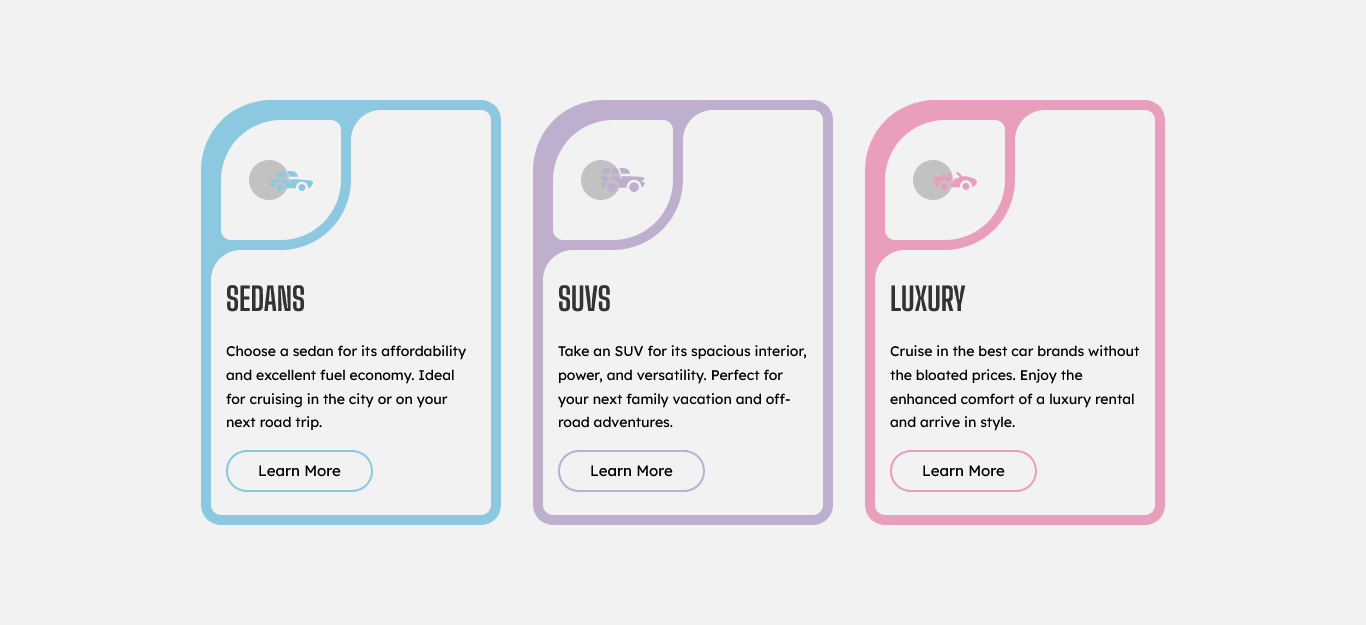 SEDANS
Choose a sedan for its affordability
and excellent fuel economy. Ideal
for cruising in the city or on your
next road trip.
Learn More
SUVS
Take an SUV for its spacious interior,
power, and versatility. Perfect for
your next family vacation and off-
road adventures.
Learn More
LUXURY
Cruise in the best car brands without
the bloated prices. Enjoy the
enhanced comfort of a luxury rental
and arrive in style.
Learn More